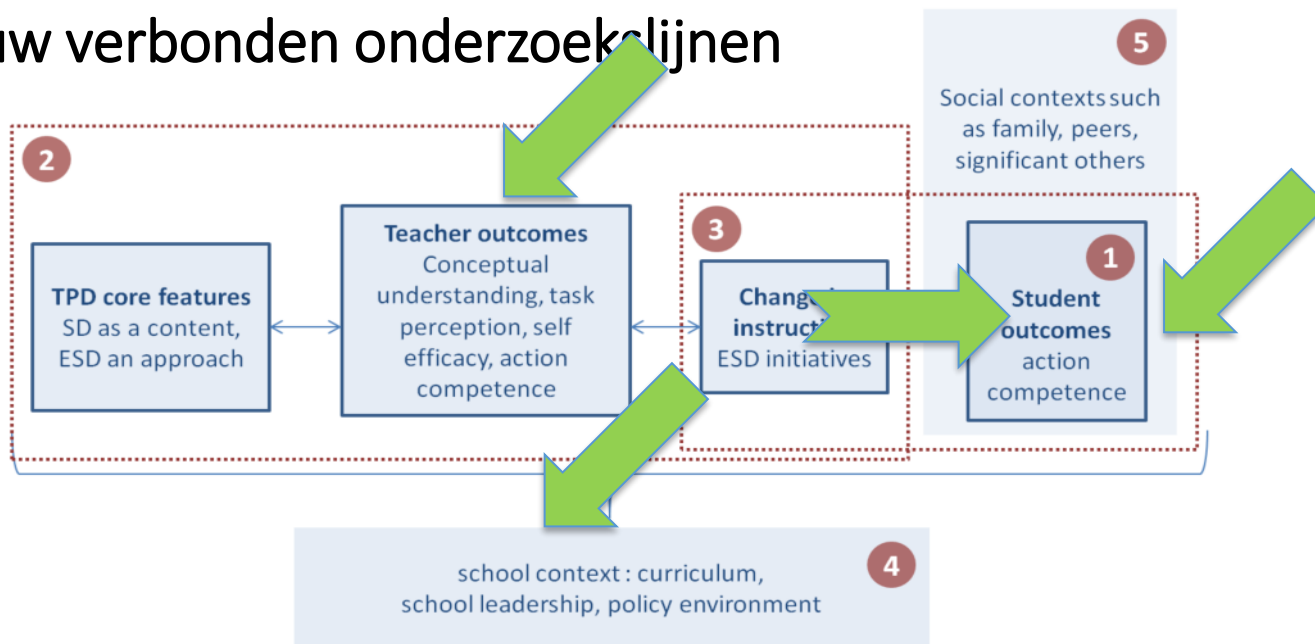 uw verbonden onderzoekslijnen
5
Social contexts such
as family, peers,
significant others
2
TPD core features
SD as a content,
ESD an approach
Teacher outcomes
Conceptual
understanding, task
perception, self
efficacy, action
competence
3
Change
instruction
ESD initiatives
1
Student
outcomes
action
competence
4
school context : curriculum,
school leadership, policy environment